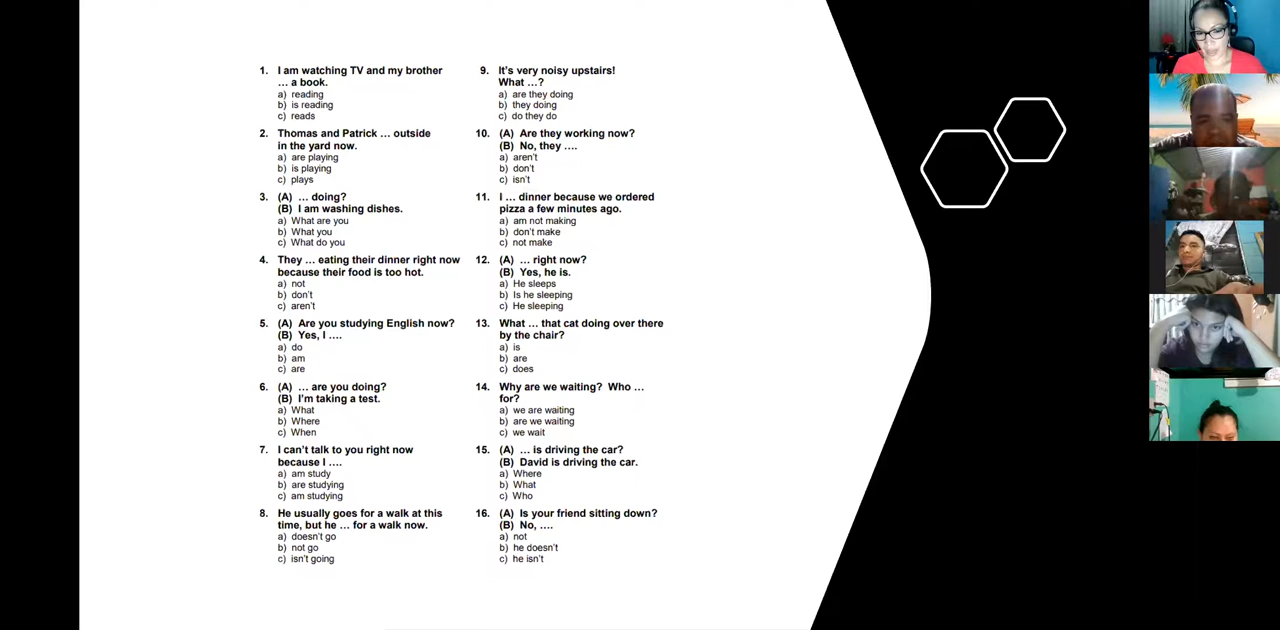 1. I am watching TV and my brother
... a book.
a) reading
b) is reading
c) reads
2. Thomas and Patrick ... outside
in the yard now.
a) are playing
b) is playing
c) plays
3. (A) ... doing?
(B) I am washing dishes.
a) What are you
b) What you
c) What do you
4. They ... eating their dinner right now
because their food is too hot.
a) not
b) don't
c) aren't
5. (A) Are you studying English now?
(B) Yes, I ....
a) do
b) am
c) are
6. (A) ... are you doing?
(B) I'm taking a test.
a) What
b) Where
c) When
7. I can't talk to you right now
because I ....
a) am study
b) are studying
c) am studying
8. He usually goes for a walk at this
time, but he ... for a walk now.
a) doesn't go
b) not go
c) isn't going
9. It's very noisy upstairs!
What ...?
a) are they doing
b) they doing
c) do they do
10. (A) Are they working now?
(B) No, they ....
a) aren't
b) don't
c) isn't
11. I ... dinner because we ordered
pizza a few minutes ago.
a) am not making
b) don't make
c) not make
12. (A) ... right now?
(B) Yes, he is.
a) He sleeps
b) Is he sleeping
c) He sleeping
13. What ... that cat doing over there
by the chair?
a) is
b) are
c) does
14. Why are we waiting? Who ...
for?
a) we are waiting
b) are we waiting
c) we wait
15. (A) ... is driving the car?
(B) David is driving the car.
a) Where
b) What
c) Who
16. (A) Is your friend sitting down?
(B) No, ....
a) not
b) he doesn't
c) he isn't